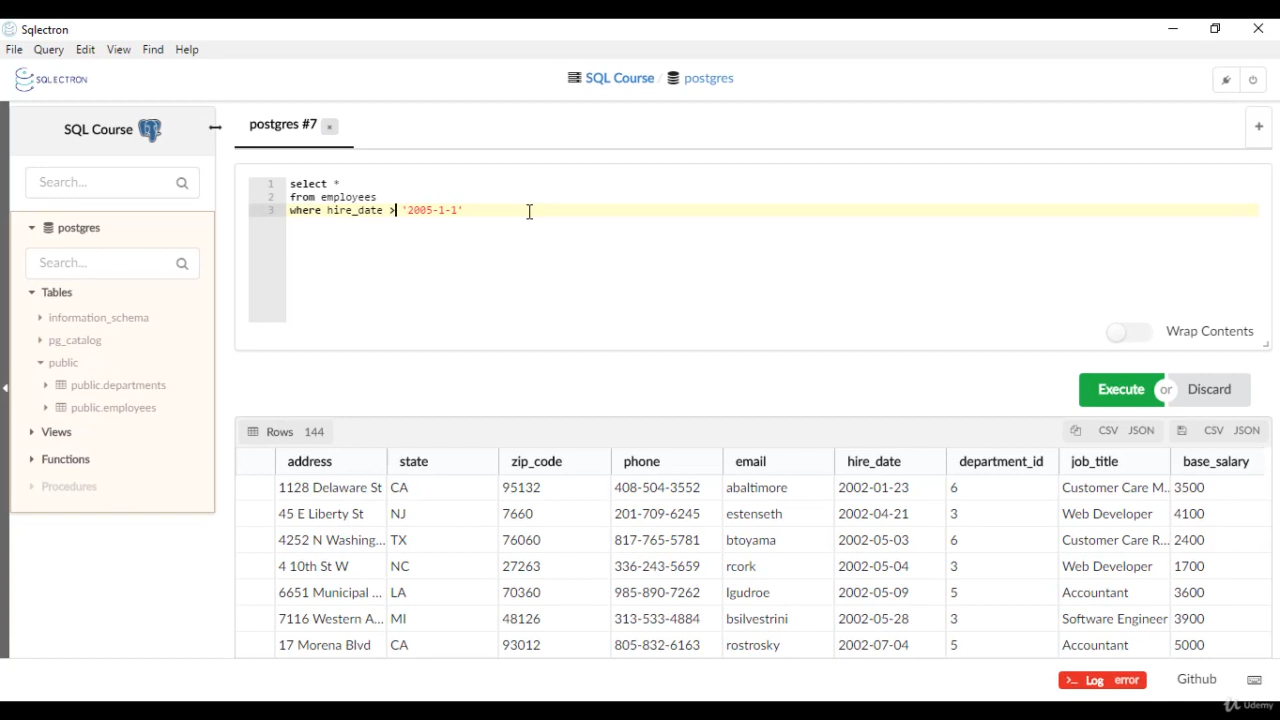 Sqlectron
File Query Edit View Find Help
SQLECTRON
SQL Course / postgres
SQL Course
postgres #7 ×
+
Search...
1 select *
2 from employees
3 where hire_date > '2005-1-1'
postgres
Search...
Tables
information_schema
pg_catalog
public
public.departments
public.employees
Views
Functions
Procedures
Wrap Contents
Execute or Discard
Rows 144 CSV JSON CSV JSON
address state zip_code phone email hire_date department_id job_title base_salary
1128 Delaware St CA 95132 408-504-3552 abaltimore 2002-01-23 6 Customer Care M... 3500
45 E Liberty St NJ 7660 201-709-6245 estenseth 2002-04-21 3 Web Developer 4100
4252 N Washing... TX 76060 817-765-5781 btoyama 2002-05-03 6 Customer Care R... 2400
4 10th St W NC 27263 336-243-5659 rcork 2002-05-04 3 Web Developer 1700
6651 Municipal ... LA 70360 985-890-7262 lgudroe 2002-05-09 5 Accountant 3600
7116 Western A... MI 48126 313-533-4884 bsilvestrini 2002-05-28 3 Software Engineer 3900
17 Morena Blvd CA 93012 805-832-6163 rostrosky 2002-07-04 5 Accountant 5000
>_ Log error Github
Udemy